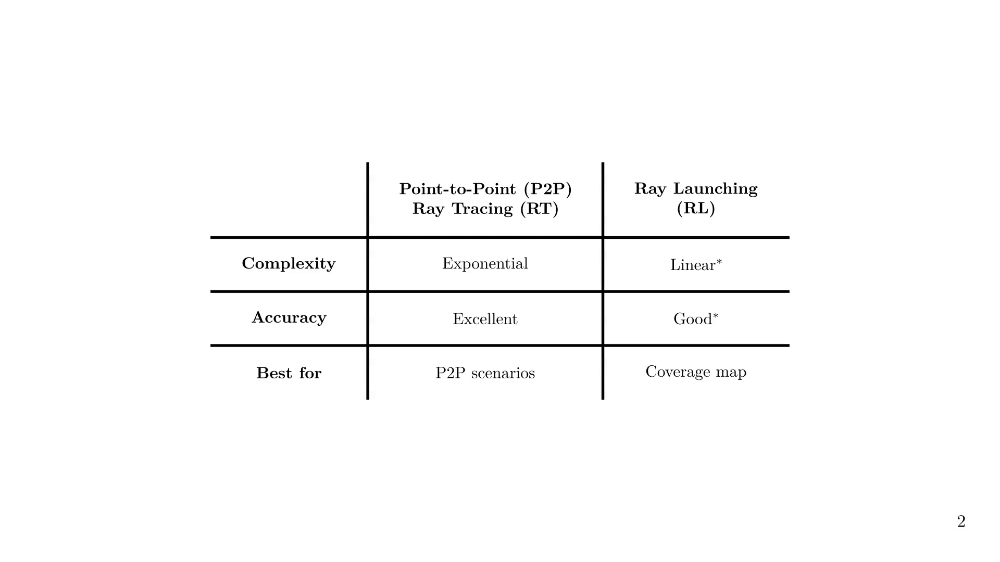 Point-to-Point (P2P)
Ray Tracing (RT)
Ray Launching
(RL)
Complexity
Exponential
Linear*
Accuracy
Excellent
Good*
Best for
P2P scenarios
Coverage map
2